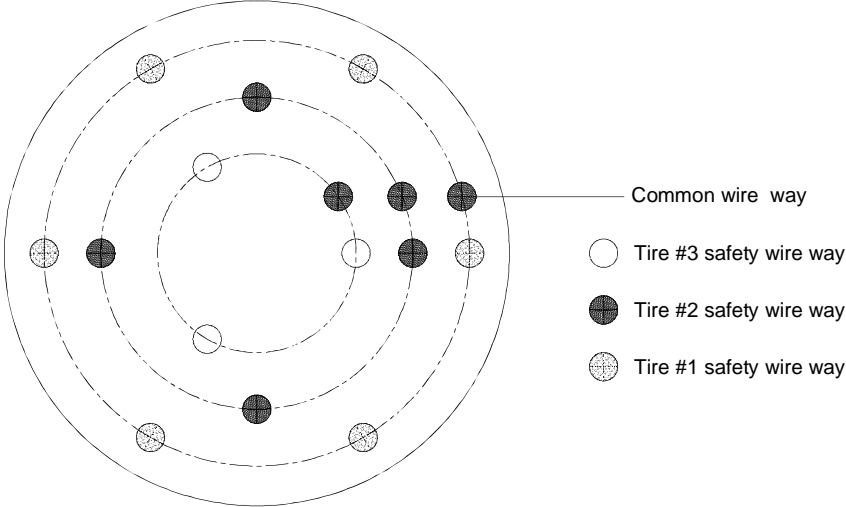 Common wire way
Tire #3 safety wire way
Tire #2 safety wire way
Tire #1 safety wire way